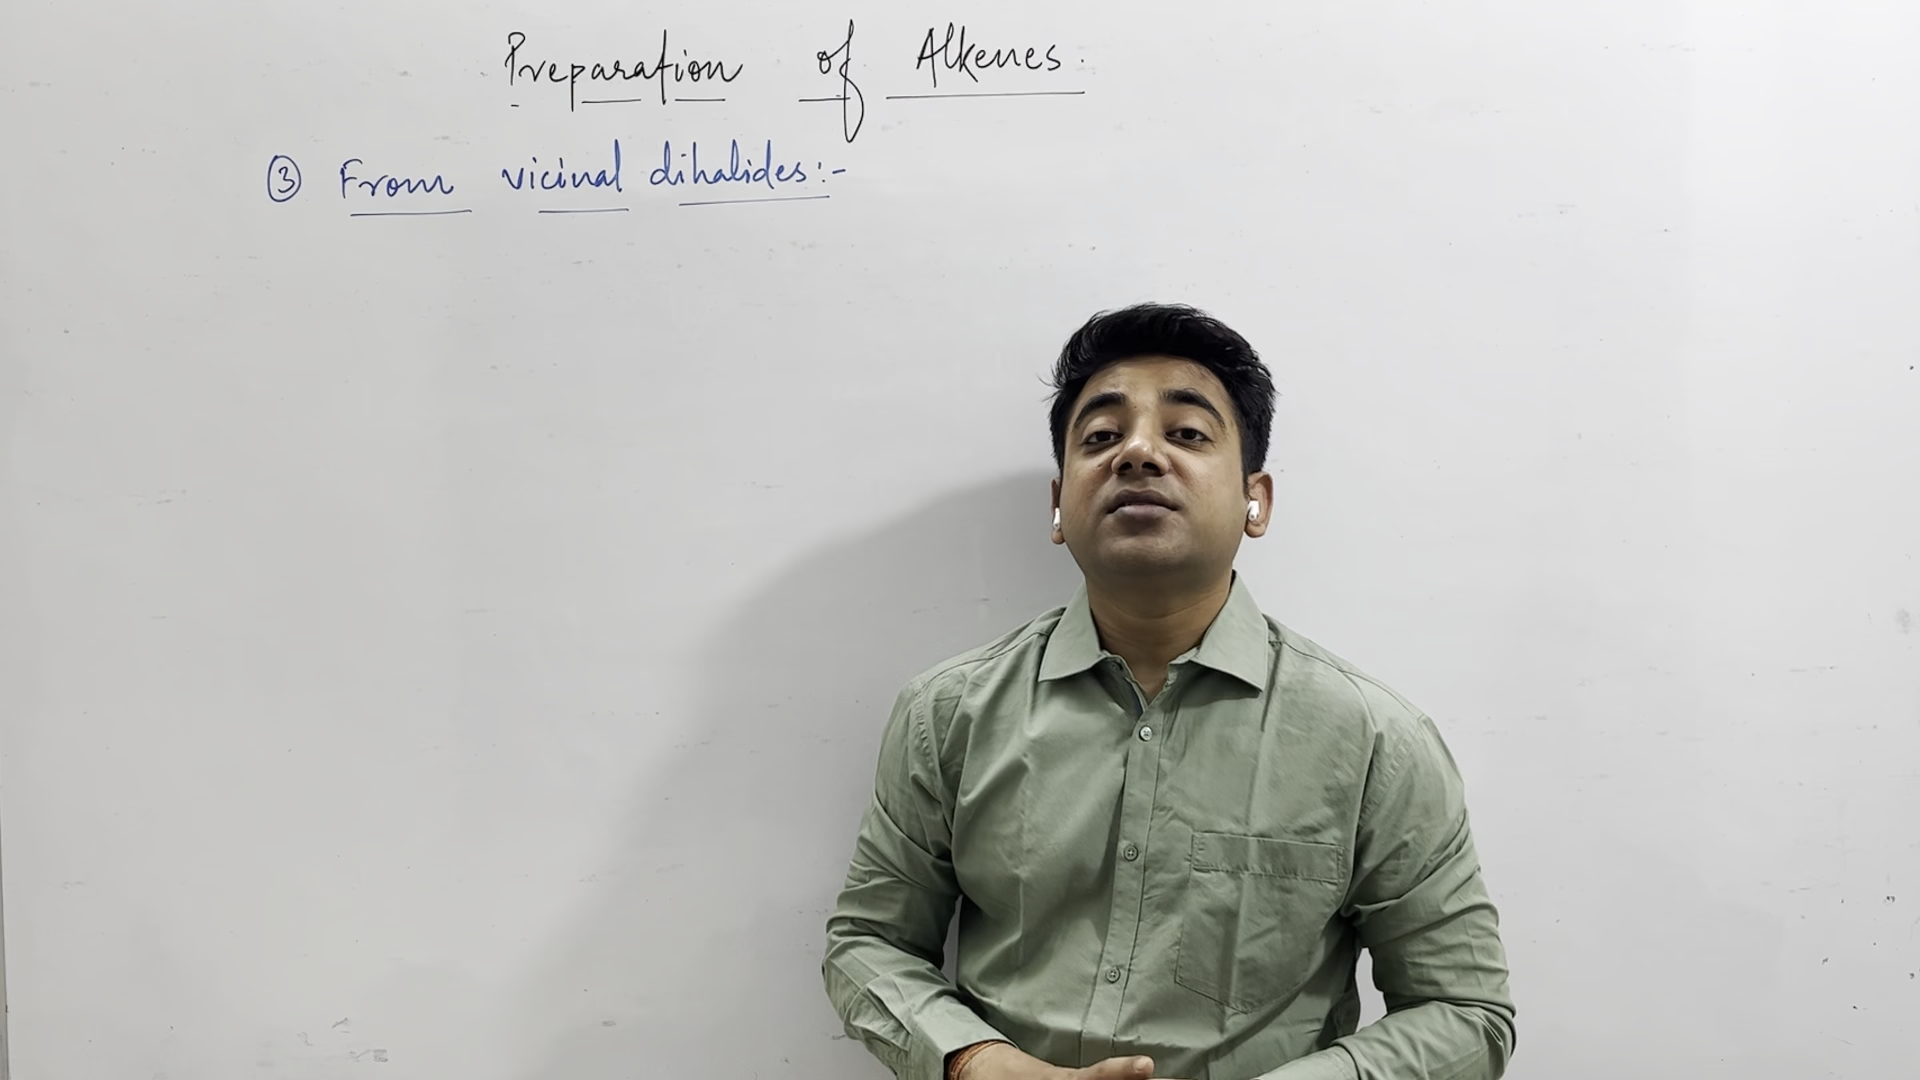 Preparation of Alkenes.
③ From vicinal dihalides:-